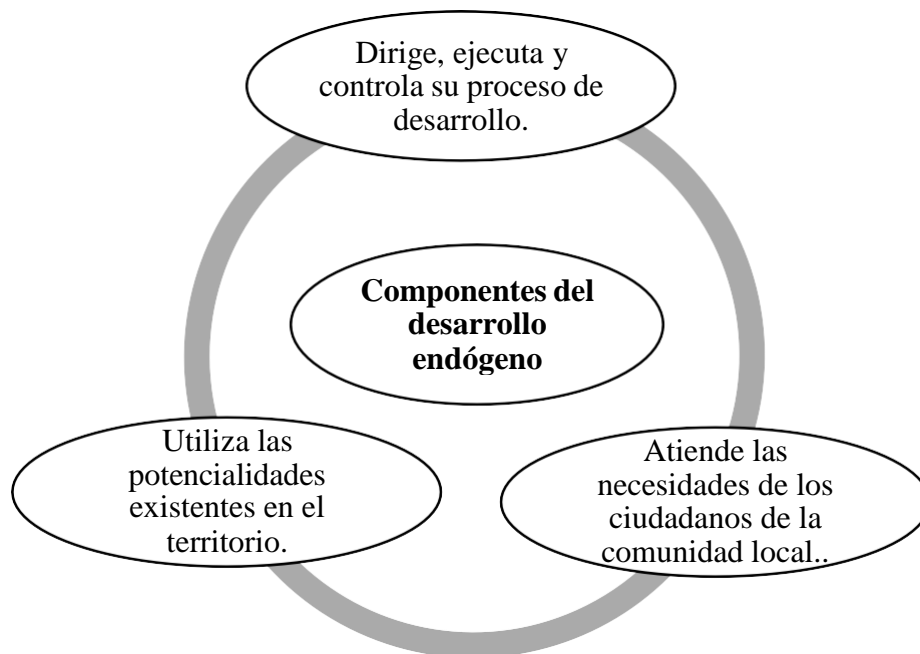 Dirige, ejecuta y
controla su proceso de
desarrollo.
Componentes del
desarrollo
endógeno
Utiliza las
potencialidades
existentes en el
territorio.
Atiende las
necesidades de los
ciudadanos de la
comunidad local..